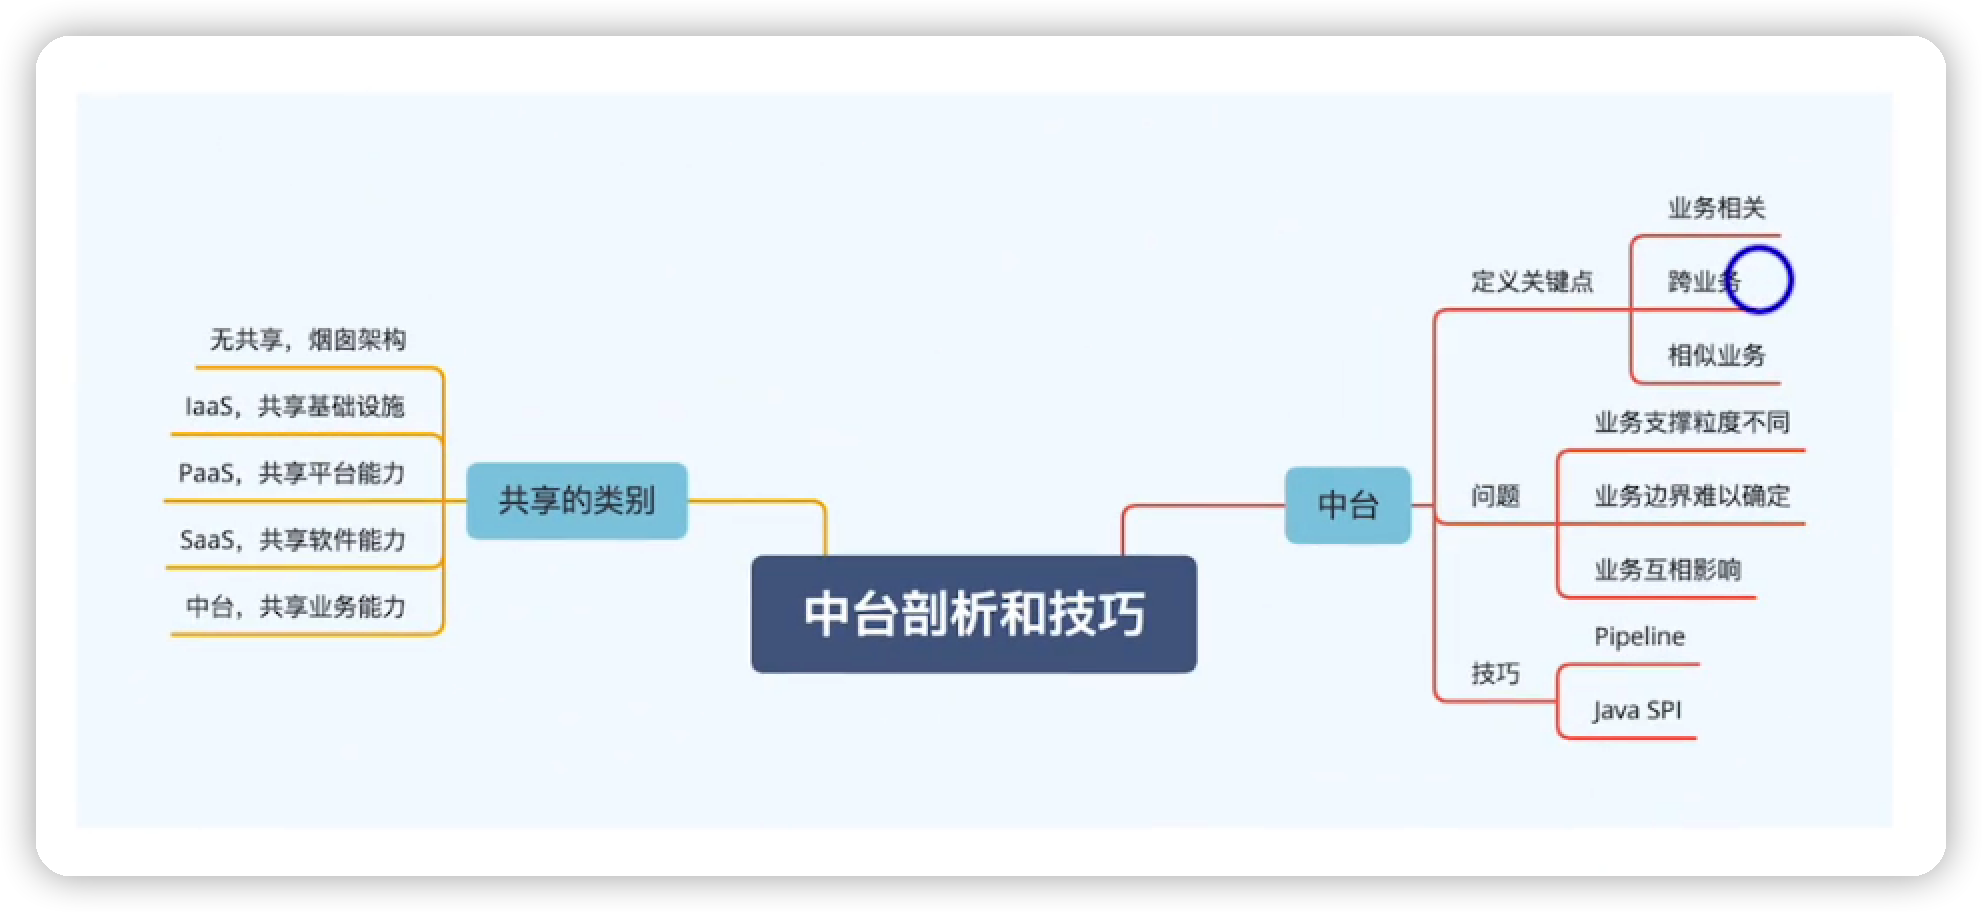 无共享，烟囱架构
IaaS，共享基础设施
PaaS，共享平台能力
SaaS，共享软件能力
中台，共享业务能力
共享的类别
中台剖析和技巧
中台
定义关键点
业务相关
跨业务
相似业务
问题
业务支撑粒度不同
业务边界难以确定
业务互相影响
技巧
Pipeline
Java SPI